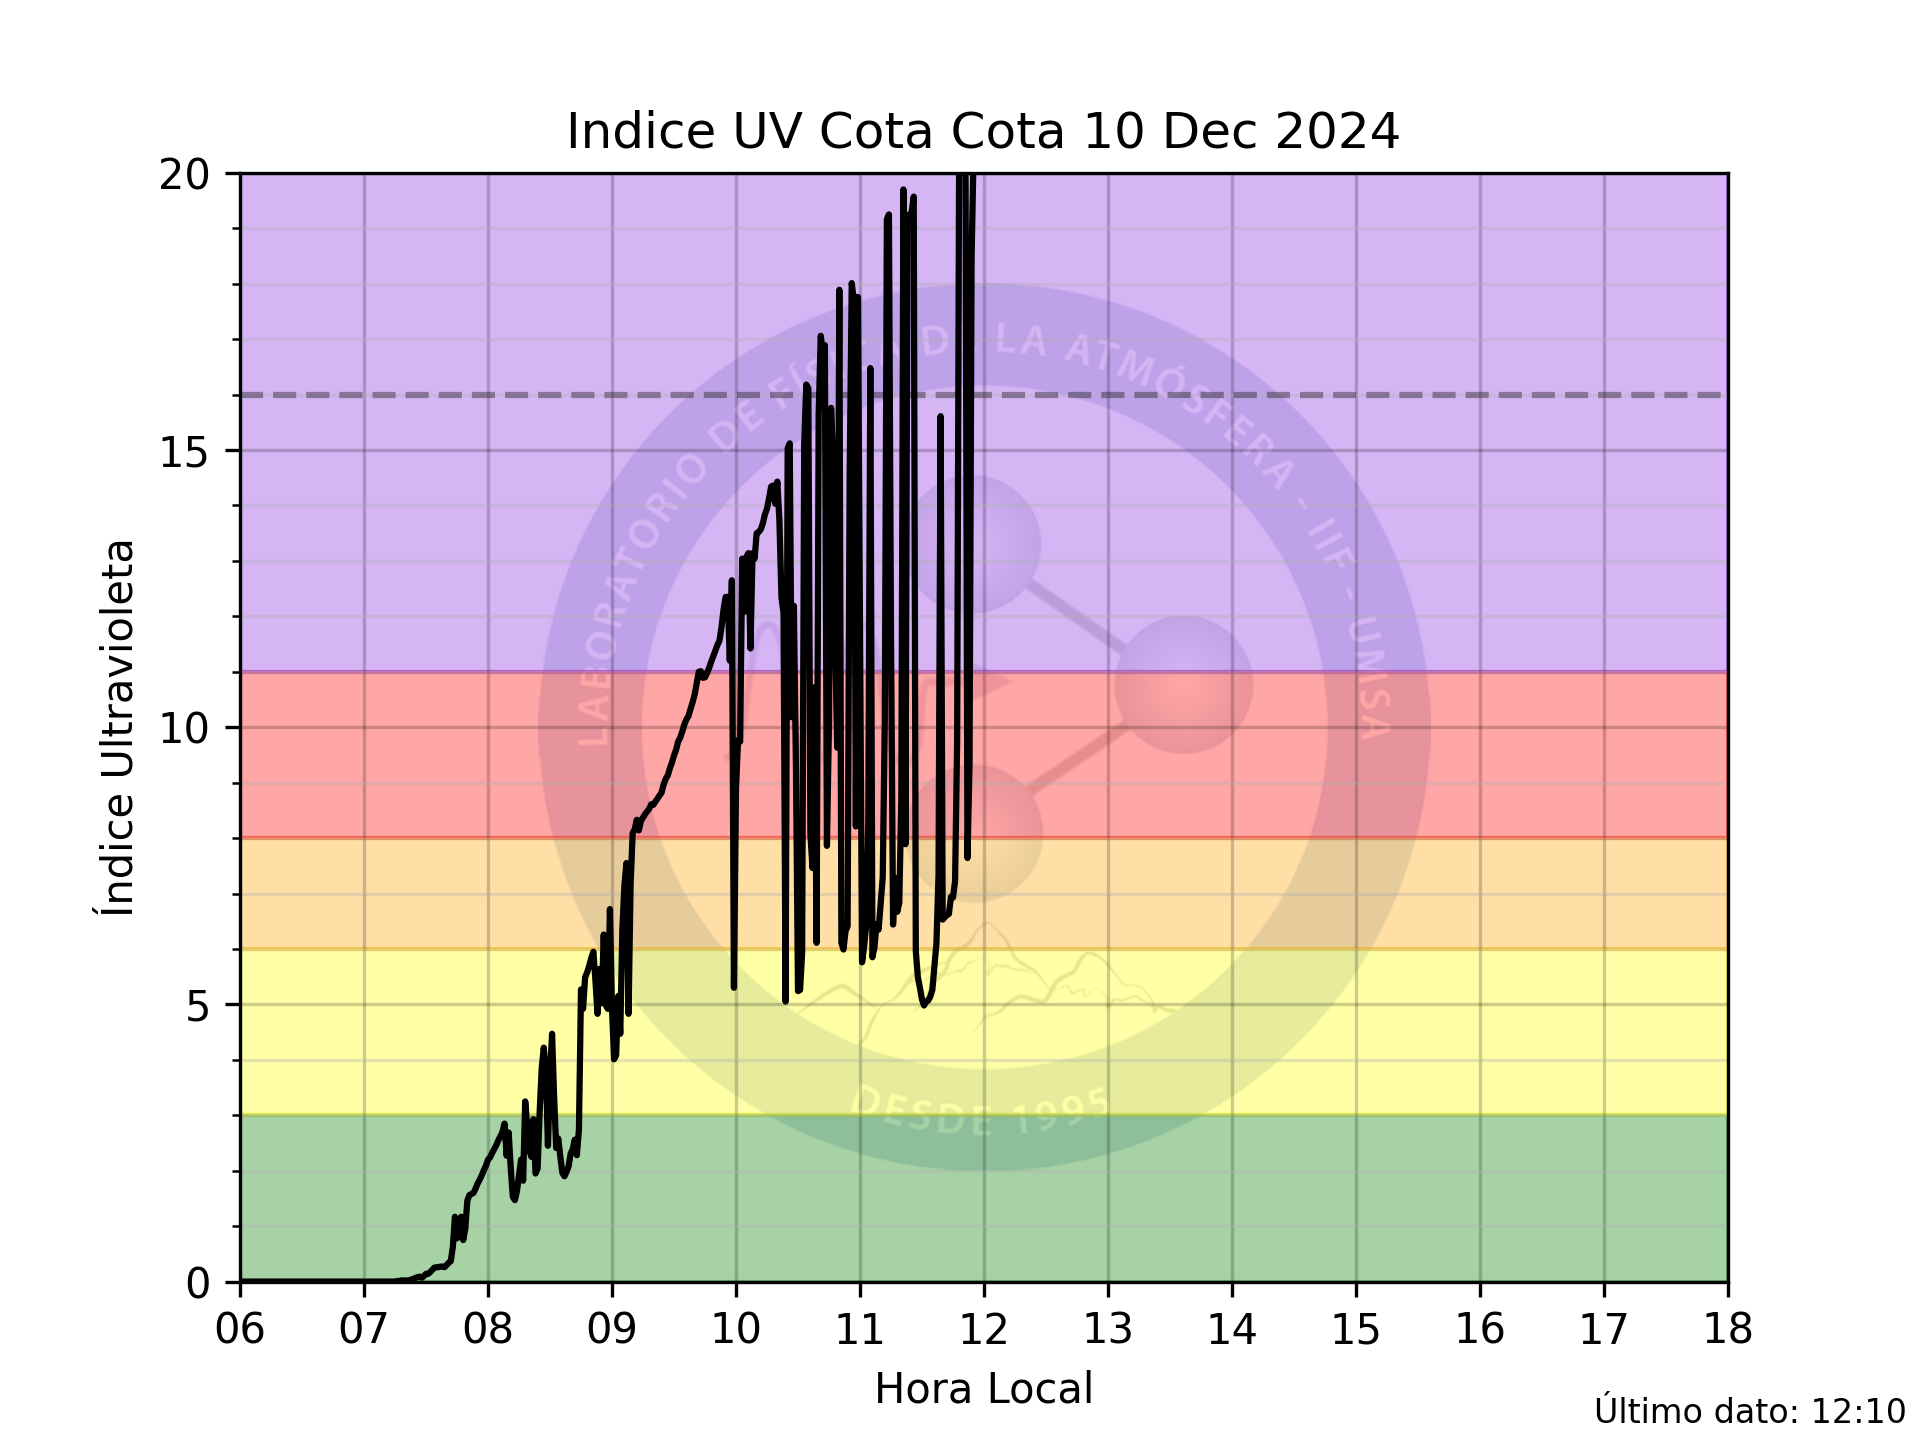 Indice UV Cota Cota 10 Dec 2024
20
15
10
5
0
Índice Ultravioleta
LABORATORIO DE FÍS D LA ATMÓSFERA - IIF - UMSA
DESDE 1995
06 07 08 09 10 11 12 13 14 15 16 17 18
Hora Local
Último dato: 12:10